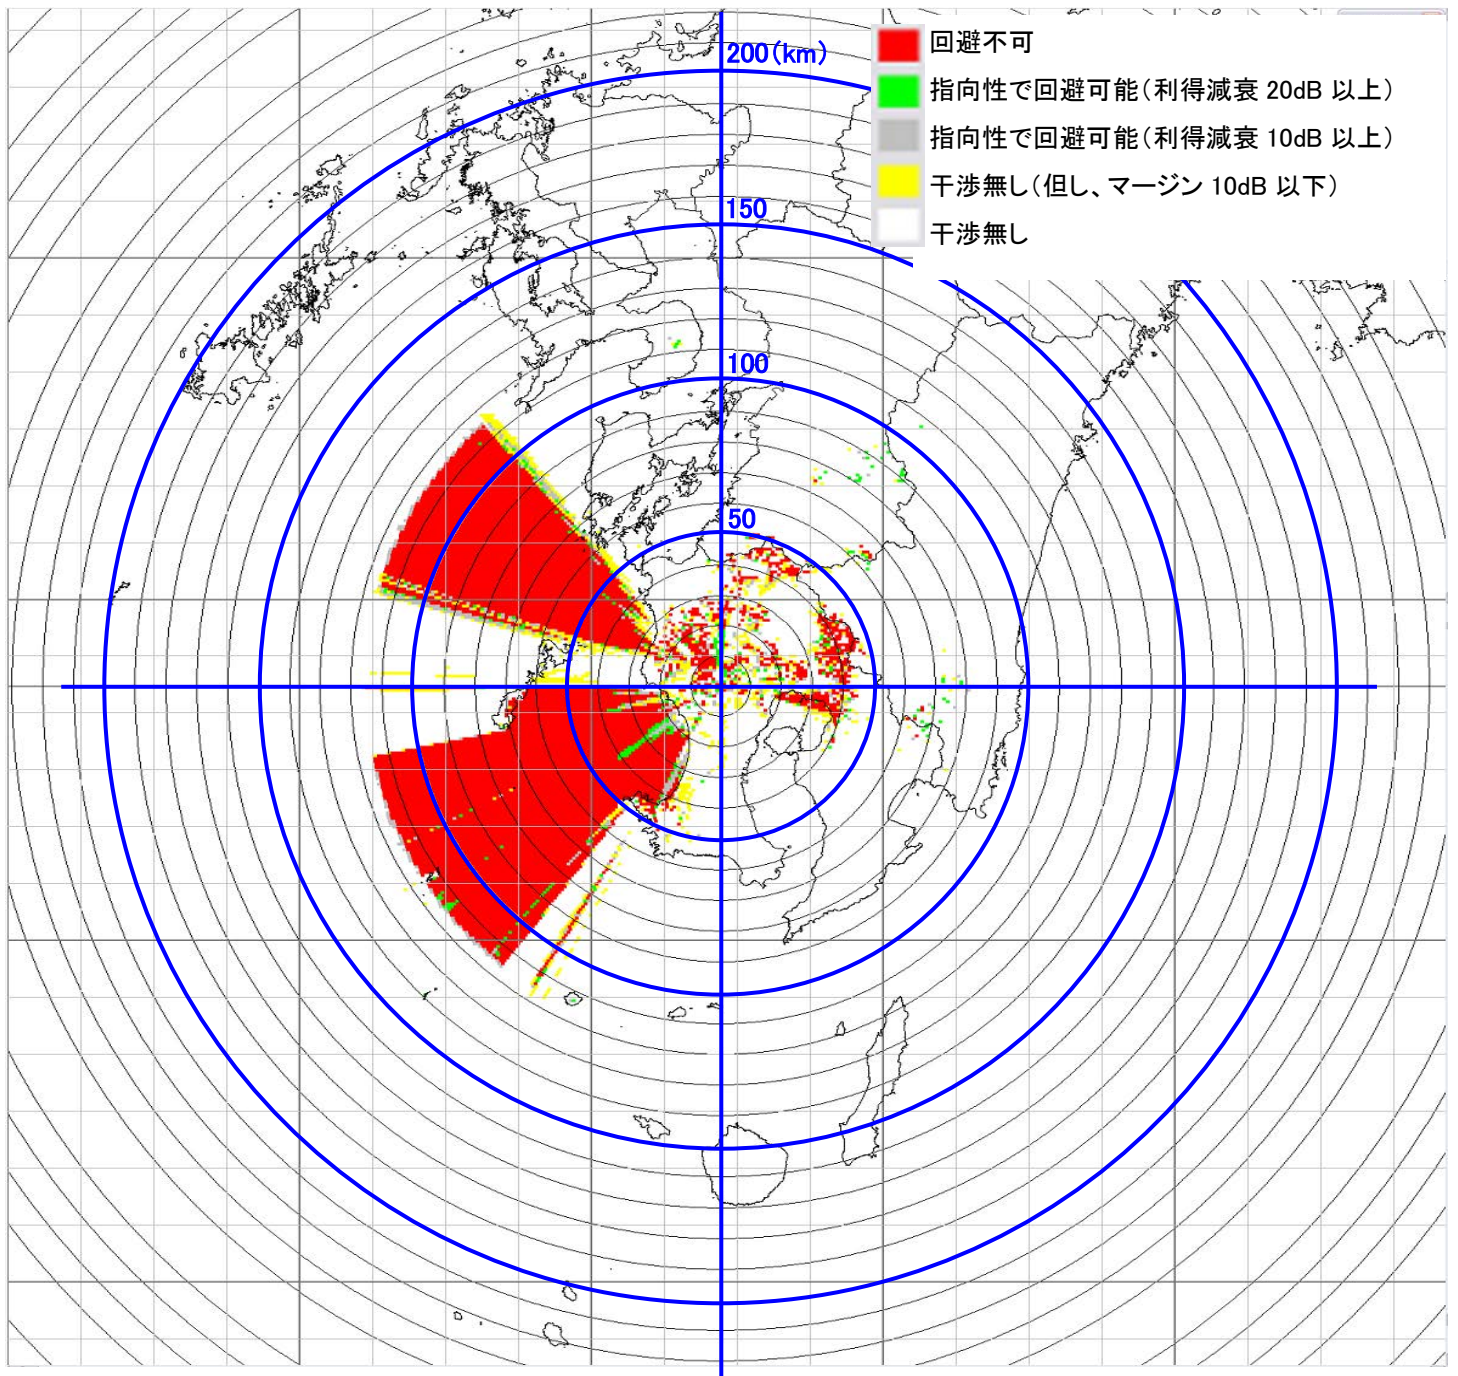 200(km)
150
100
50
回避不可
指向性で回避可能(利得減衰 20dB 以上)
指向性で回避可能(利得減衰 10dB 以上)
干渉無し(但し、マージン 10dB 以下)
干渉無し